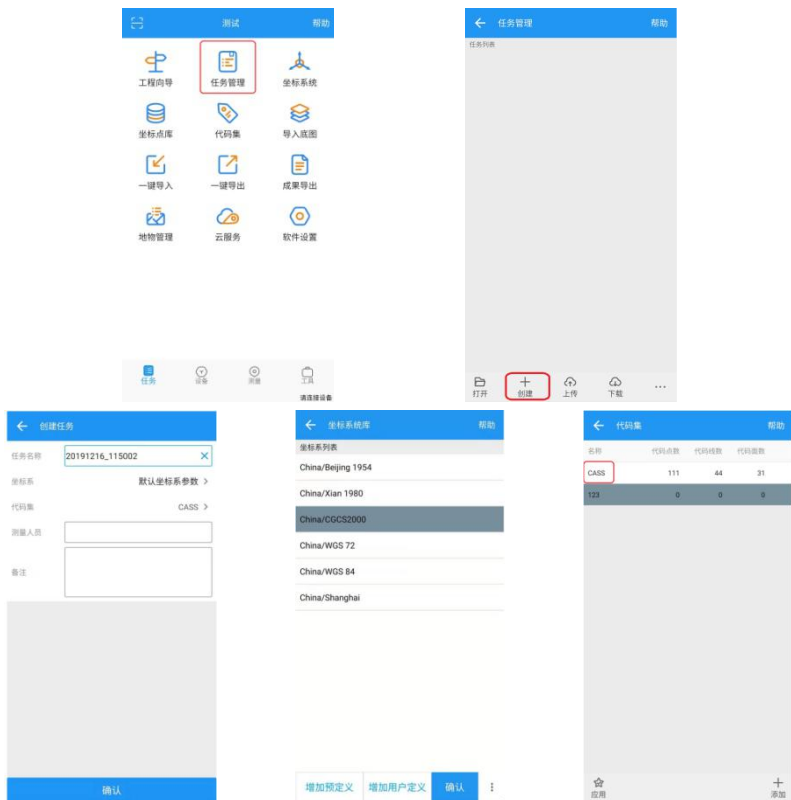 测试 帮助
工程向导 任务管理 坐标系统
坐标点库 代码集 导入底图
一键导入 一键导出 成果导出
地物管理 云服务 软件设置
任务 设备 测量 工具
请连接设备
任务管理 帮助
任务列表
打开 创建 上传 下载 ...
创建任务
任务名称 20191216_115002
坐标系 默认坐标系参数 >
代码集 CASS >
测量人员
备注
确认
坐标系统库 帮助
坐标系列表
China/Beijing 1954
China/Xian 1980
China/CGCS2000
China/WGS 72
China/WGS 84
China/Shanghai
增加预定义 增加用户定义 确认
代码集 帮助
名称 代码点数 代码线数 代码面数
CASS 111 44 31
123 0 0 0
应用 添加